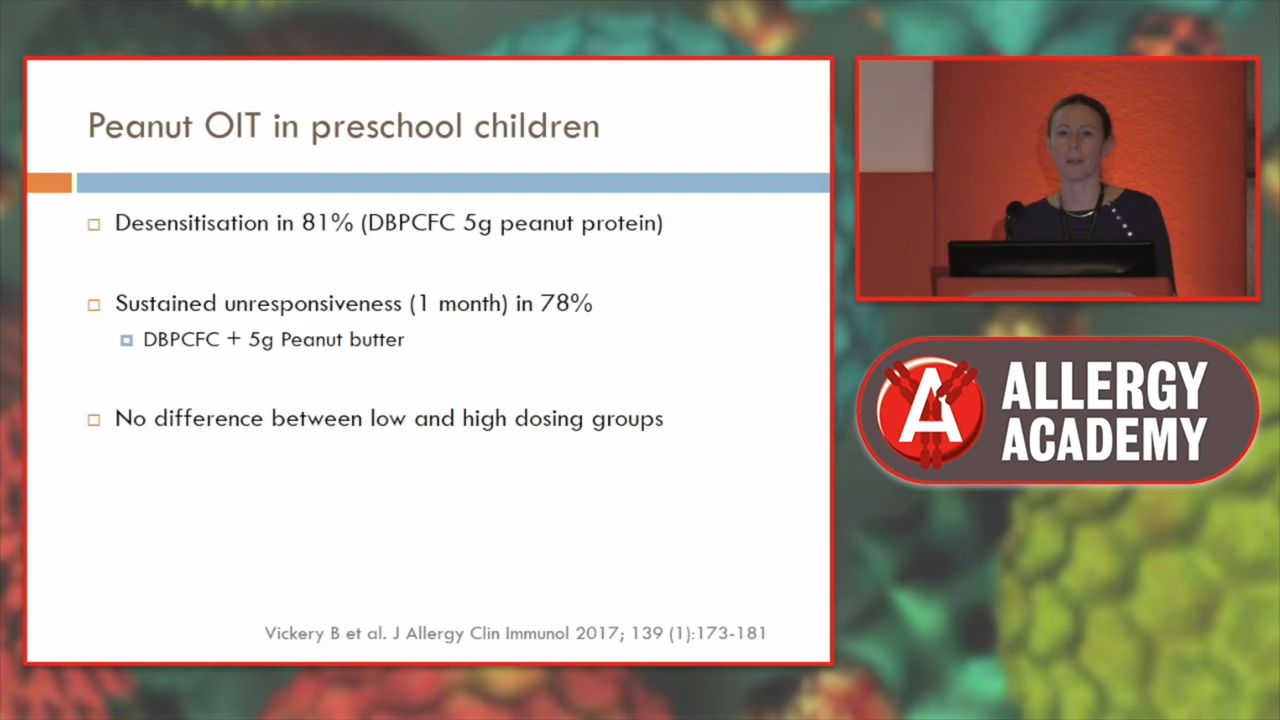 Peanut OIT in preschool children
Desensitisation in 81% (DBPCFC 5g peanut protein)
Sustained unresponsiveness (1 month) in 78%
DBPCFC + 5g Peanut butter
No difference between low and high dosing groups
Vickery B et al. J Allergy Clin Immunol 2017; 139 (1):173-181
A
ALLERGY
ACADEMY